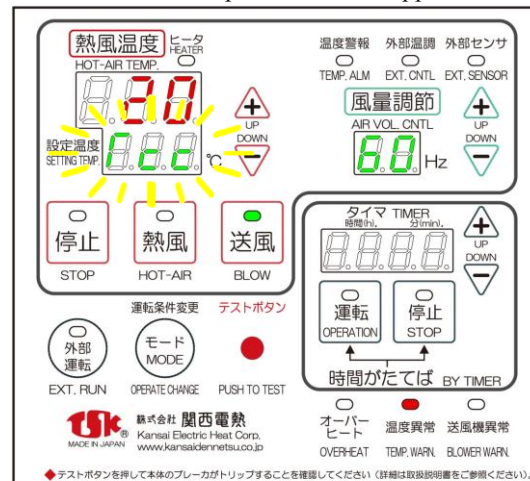 熱風温度 ヒータ HEATER
HOT-AIR TEMP.
20
設定温度
SETTING TEMP.
℃
UP
DOWN
温度警報 外部温調 外部センサ
TEMP. ALM EXT. CNTL EXT. SENSOR
風量調節
AIR VOL. CNTL
60 Hz
UP
DOWN
停止 熱風 送風
STOP HOT-AIR BLOW
タイマ TIMER
時間(h). 分(min).
UP
DOWN
運転 停止
OPERATION STOP
時間がたてば BY TIMER
運転条件変更 テストボタン
外部
運転
モード
MODE
EXT. RUN OPERATE CHANGE PUSH TO TEST
TSK
MADE IN JAPAN
株式会社 関西電熱
Kansai Electric Heat Corp.
www.kansaidennetsu.co.jp
オーバー
ヒート
温度異常 送風機異常
OVERHEAT TEMP. WARN. BLOWER WARN.
◆テストボタンを押して本体のブレーカがトリップすることを確認してください（詳細は取扱説明書をご参照ください）。